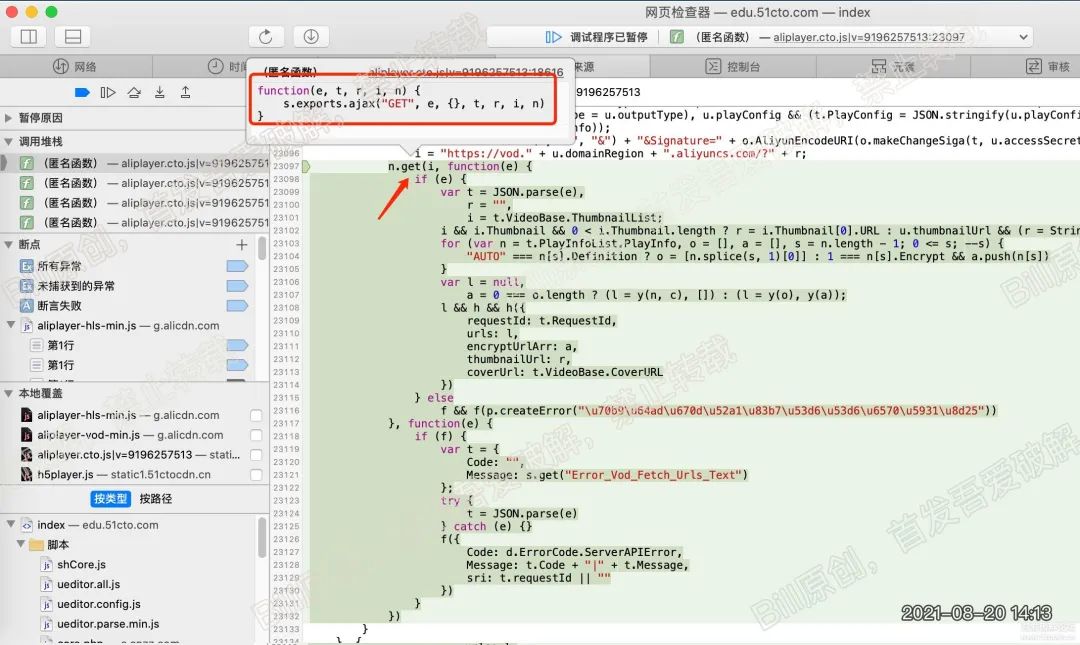 网页检查器 — edu.51cto.com — index
调试程序已暂停 (匿名函数) — aliplayer.cto.js|v=9196257513:23097
网络
来源
控制台
元素
审核
(匿名函数) aliplayer.cto.js|v=9196257513:18616
function(e, t, r, i, n) {
s.exports.ajax("GET", e, {}, t, r, i, n)
}
9196257513
暂停原因
调用堆栈
(匿名函数) — aliplayer.cto.js|v=919625751
(匿名函数) — aliplayer.cto.js|v=919625751
(匿名函数) — aliplayer.cto.js|v=919625751
(匿名函数) — aliplayer.cto.js|v=919625751
断点
所有异常
未捕获到的异常
断言失败
aliplayer-hls-min.js — g.alicdn.com
第1行
第1行
本地覆盖
aliplayer-hls-min.js — g.alicdn.com
aliplayer-vod-min.js — g.alicdn.com
aliplayer.cto.js|v=9196257513 — stati...
h5player.js — static1.51ctocdn.cn
按类型 按路径
index — edu.51cto.com
脚本
shCore.js
ueditor.all.js
ueditor.config.js
ueditor.parse.min.js
pe = u.outputType), u.playConfig && (t.PlayConfig = JSON.stringify(u.playConfig
nfo));
", "&") + "&Signature=" + o.AliyunEncodeURI(o.makeChangeSiga(t, u.accessSecre
23096 i = "https://vod." + u.domainRegion + ".aliyuncs.com/?" + r;
23097 n.get(i, function(e) {
23098 if (e) {
23099 var t = JSON.parse(e),
23100 r = "",
23101 i = t.VideoBase.ThumbnailList;
23102 i && i.Thumbnail && 0 < i.Thumbnail.length ? r = i.Thumbnail[0].URL : u.thumbnailUrl && (r = Strin
23103 for (var n = t.PlayInfoList.PlayInfo, o = [], a = [], s = n.length - 1; 0 <= s; --s) {
23104 "AUTO" === n[s].Definition ? o = [n.splice(s, 1)[0]] : 1 === n[s].Encrypt && a.push(n[s])
23105 }
23106 var l = null,
23107 a = 0 === o.length ? (l = y(n, c), []) : (l = y(o), y(a));
23108 l && h && h({
23109 requestId: t.RequestId,
23110 urls: l,
23111 encryptUrlArr: a,
23112 thumbnailUrl: r,
23113 coverUrl: t.VideoBase.CoverURL
23114 })
23115 } else
23116 f && f(p.createError("\u70b9\u64ad\u670d\u52a1\u83b7\u53d6\u53d6\u6570\u5931\u8d25"))
23117 }, function(e) {
23118 if (f) {
23119 var t = {
23120 Code: "",
23121 Message: s.get("Error_Vod_Fetch_Urls_Text")
23122 };
23123 try {
23124 t = JSON.parse(e)
23125 } catch (e) {}
23126 f({
23127 Code: d.ErrorCode.ServerAPIError,
23128 Message: t.Code + "|" + t.Message,
23129 sri: t.requestId || ""
23130 })
23131 }
23132 })
23133 }
2021-08-20 14:13
Bill原创，首发吾爱破解，禁止转载